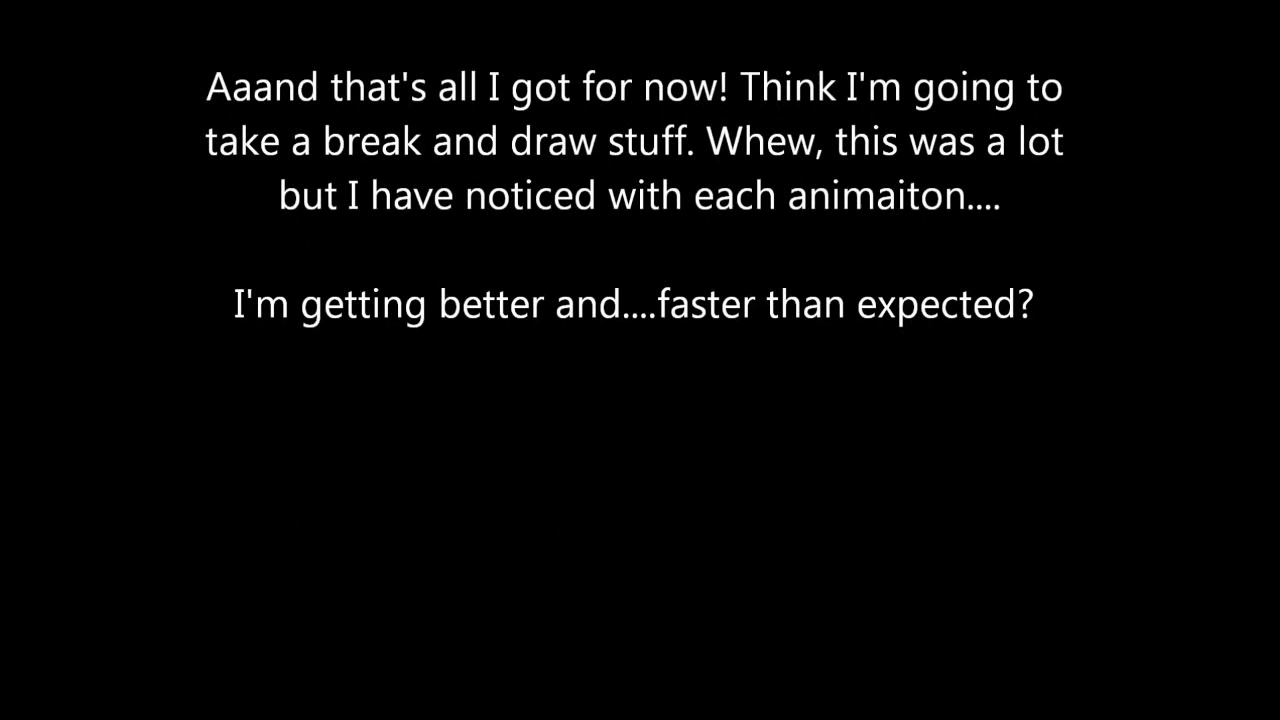 Aaand that's all I got for now! Think I'm going to
take a break and draw stuff. Whew, this was a lot
but I have noticed with each animaiton....
I'm getting better and....faster than expected?